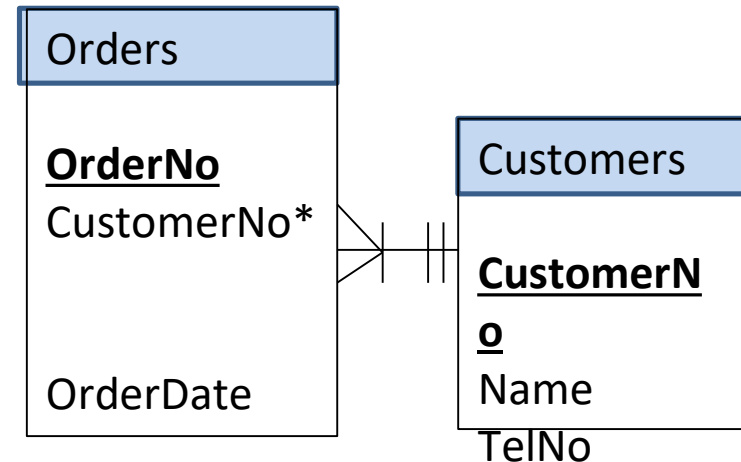 Orders
OrderNo
CustomerNo*
OrderDate
Customers
CustomerN
o
Name
TelNo